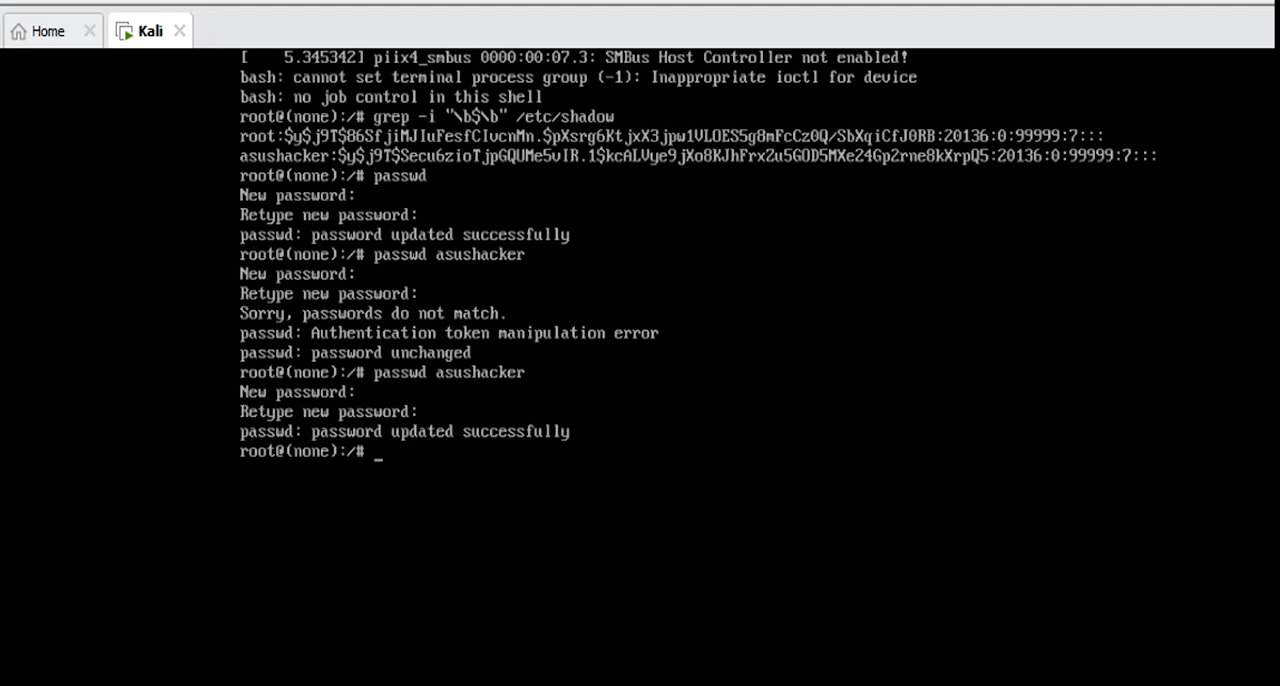 Home
Kali
[    5.345342] piix4_smbus 0000:00:07.3: SMBus Host Controller not enabled!
bash: cannot set terminal process group (-1): Inappropriate ioctl for device
bash: no job control in this shell
root@(none):/# grep -i "\b$\b" /etc/shadow
root:$y$j9T$86SfjiMJIuFesfCIvcnMn.$pXsrg6KtjxX3jpw1VLOES5g8mFcCz0Q/SbXqiCfJ0RB:20136:0:99999:7:::
asushacker:$y$j9T$Secu6zioTjpGQUMe5vIR.1$kcALVye9jXo8KJhFrx2u5GOD5MXe24Gp2rne8kXrpQ5:20136:0:99999:7:::
root@(none):/# passwd
New password:
Retype new password:
passwd: password updated successfully
root@(none):/# passwd asushacker
New password:
Retype new password:
Sorry, passwords do not match.
passwd: Authentication token manipulation error
passwd: password unchanged
root@(none):/# passwd asushacker
New password:
Retype new password:
passwd: password updated successfully
root@(none):/# _